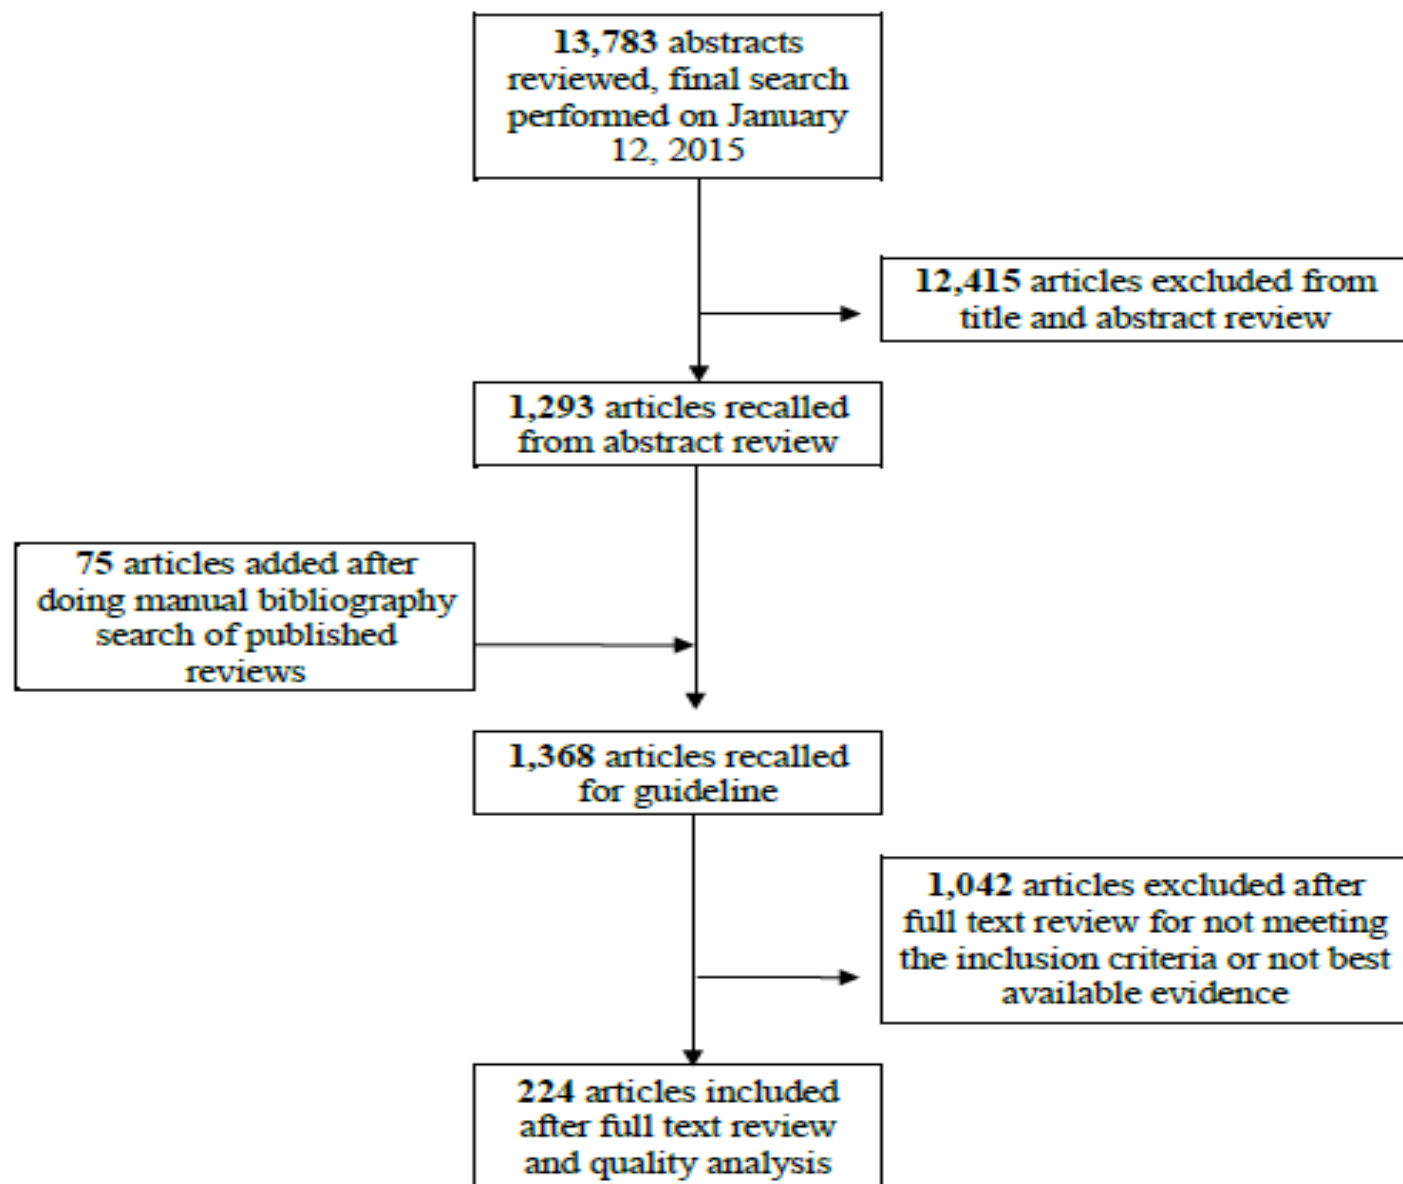 13,783 abstracts
reviewed, final search
performed on January
12, 2015
12,415 articles excluded from
title and abstract review
1,293 articles recalled
from abstract review
75 articles added after
doing manual bibliography
search of published
reviews
1,368 articles recalled
for guideline
1,042 articles excluded after
full text review for not meeting
the inclusion criteria or not best
available evidence
224 articles included
after full text review
and quality analysis